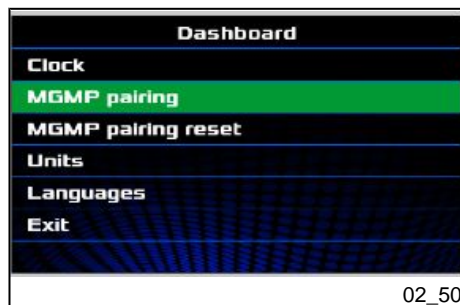 Dashboard
Clock
MGMP pairing
MGMP pairing reset
Units
Languages
Exit
02_50